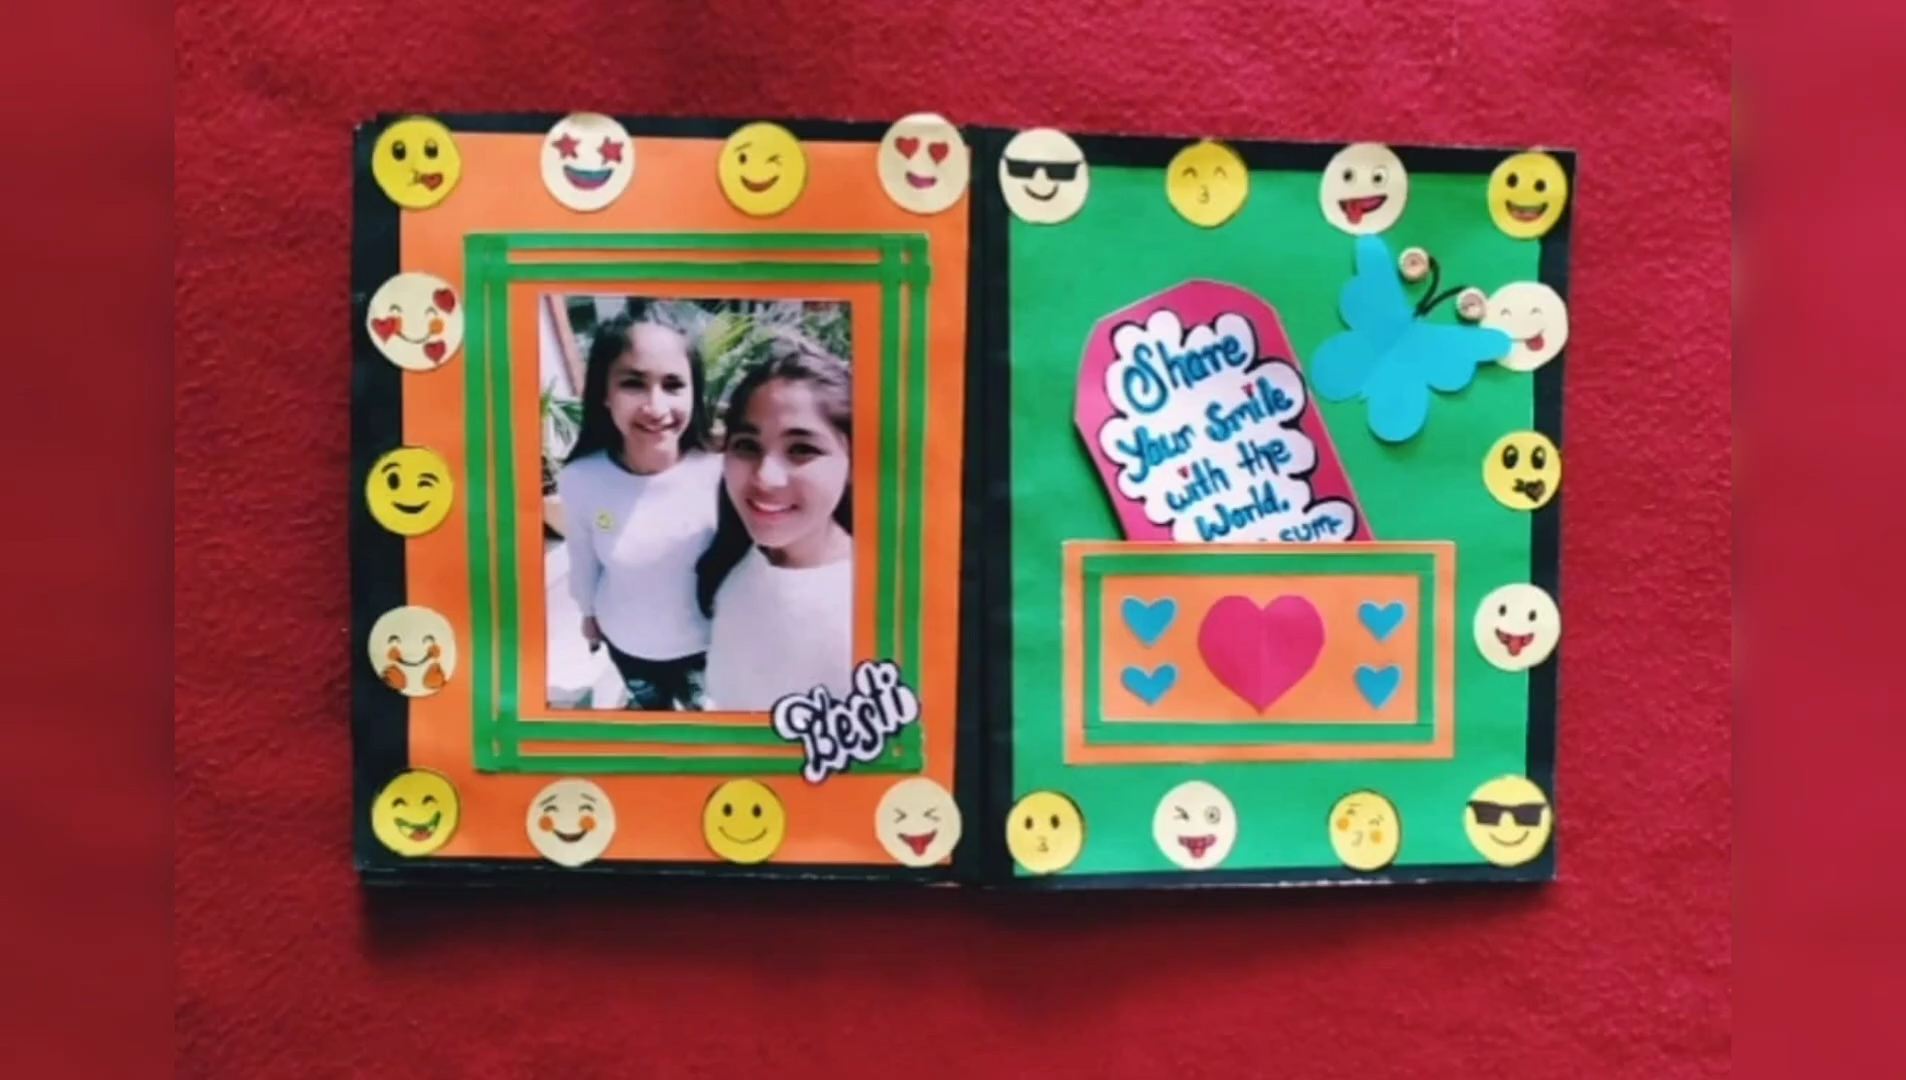 Besti
Share
Your Smile
with the
World.